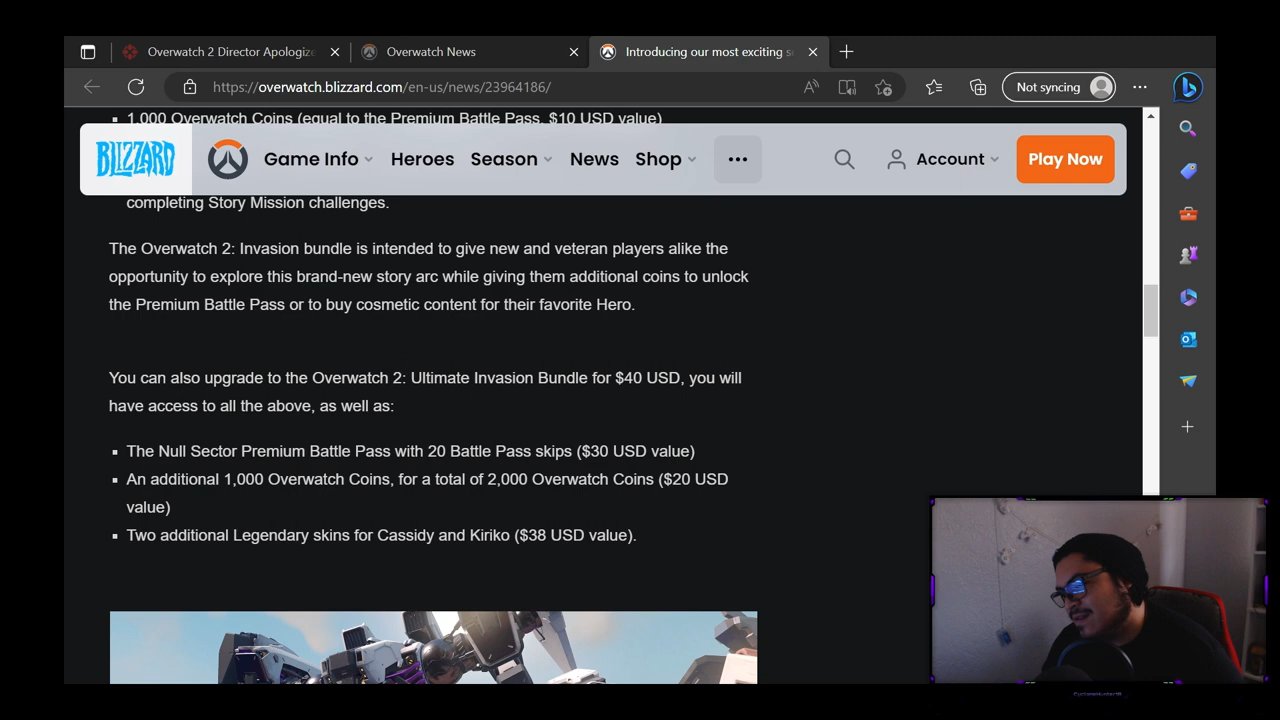 Overwatch 2 Director Apologize
Overwatch News
Introducing our most exciting s
https://overwatch.blizzard.com/en-us/news/23964186/
Not syncing
1,000 Overwatch Coins (equal to the Premium Battle Pass, $10 USD value)
BLIZZARD
Game Info
Heroes
Season
News
Shop
Account
Play Now
completing Story Mission challenges.
The Overwatch 2: Invasion bundle is intended to give new and veteran players alike the
opportunity to explore this brand-new story arc while giving them additional coins to unlock
the Premium Battle Pass or to buy cosmetic content for their favorite Hero.
You can also upgrade to the Overwatch 2: Ultimate Invasion Bundle for $40 USD, you will
have access to all the above, as well as:
The Null Sector Premium Battle Pass with 20 Battle Pass skips ($30 USD value)
An additional 1,000 Overwatch Coins, for a total of 2,000 Overwatch Coins ($20 USD
value)
Two additional Legendary skins for Cassidy and Kiriko ($38 USD value).